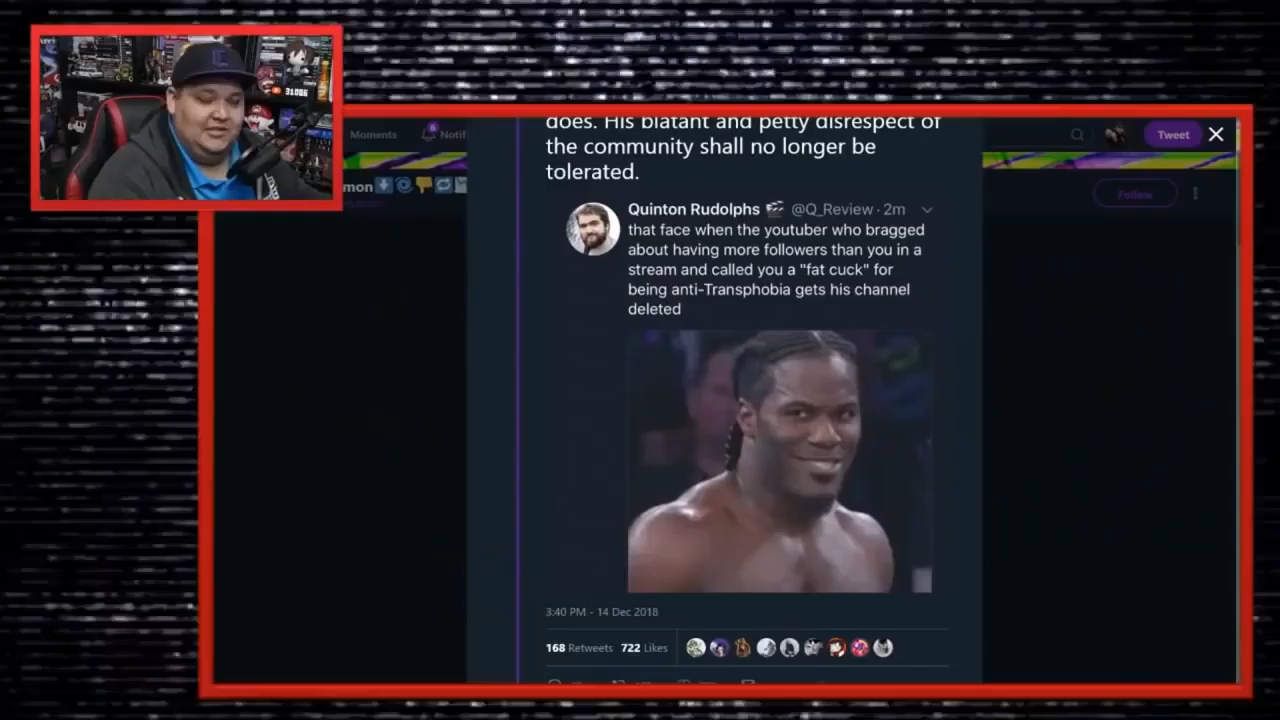 31086
Moments
6
Notif
Tweet
mon
Follow
does. His blatant and petty disrespect of
the community shall no longer be
tolerated.
Quinton Rudolphs @Q_Review · 2m
that face when the youtuber who bragged
about having more followers than you in a
stream and called you a "fat cuck" for
being anti-Transphobia gets his channel
deleted
3:40 PM - 14 Dec 2018
168 Retweets 722 Likes